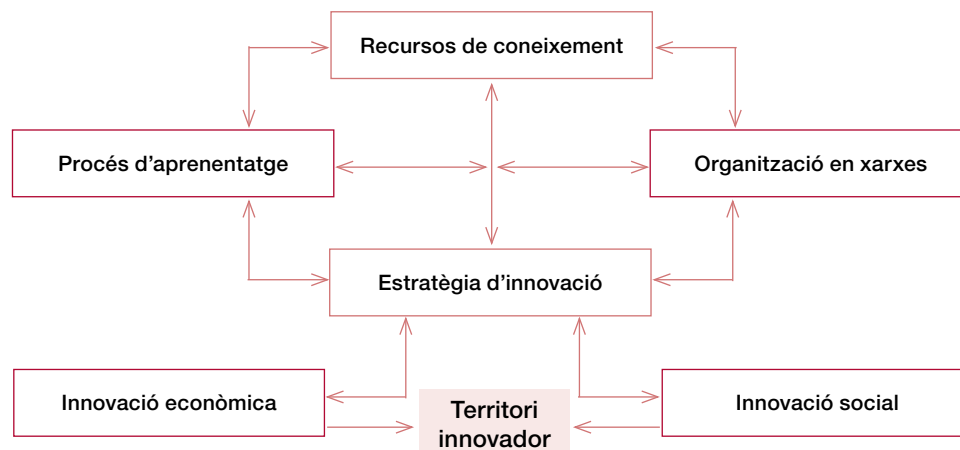 Recursos de coneixement
Procés d’aprenentatge
Organització en xarxes
Estratègia d’innovació
Innovació econòmica
Territori
innovador
Innovació social